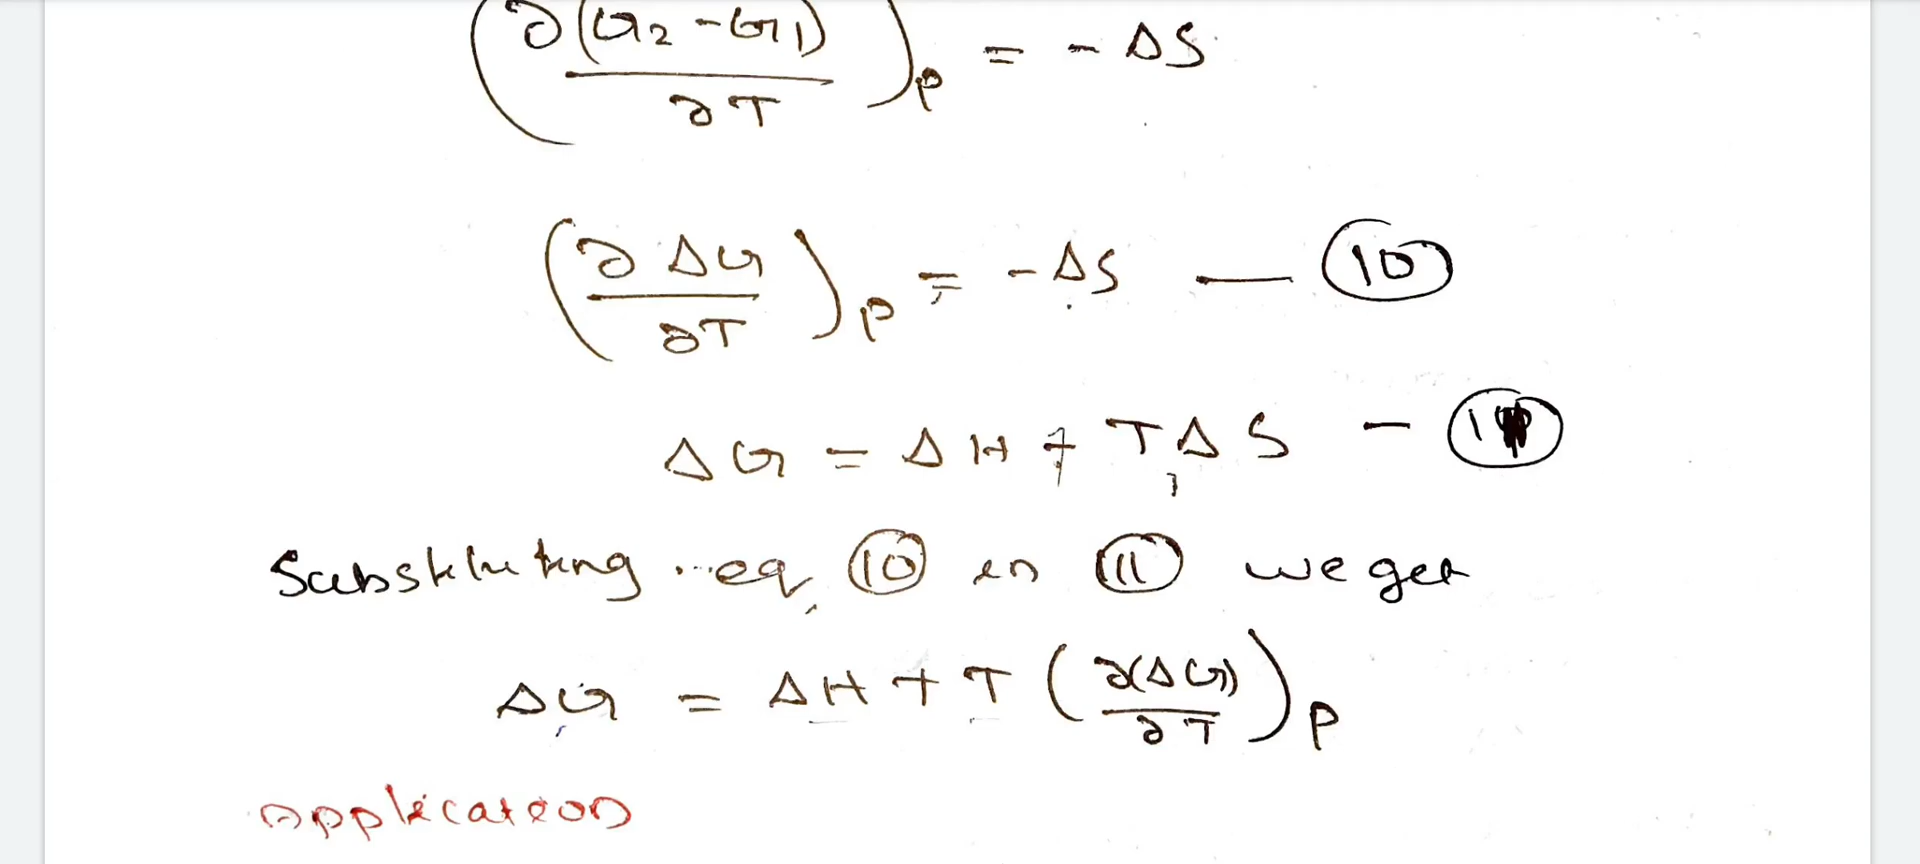 (∂(G₂ - G₁)/∂T)ₚ = - ΔS
(∂ ΔG/∂T)ₚ = - ΔS — ⑩
ΔG = ΔH + TΔS — ⑪
Substituting eq ⑩ in ⑪ we get
ΔG = ΔH + T (∂(ΔG)/∂T)ₚ
application